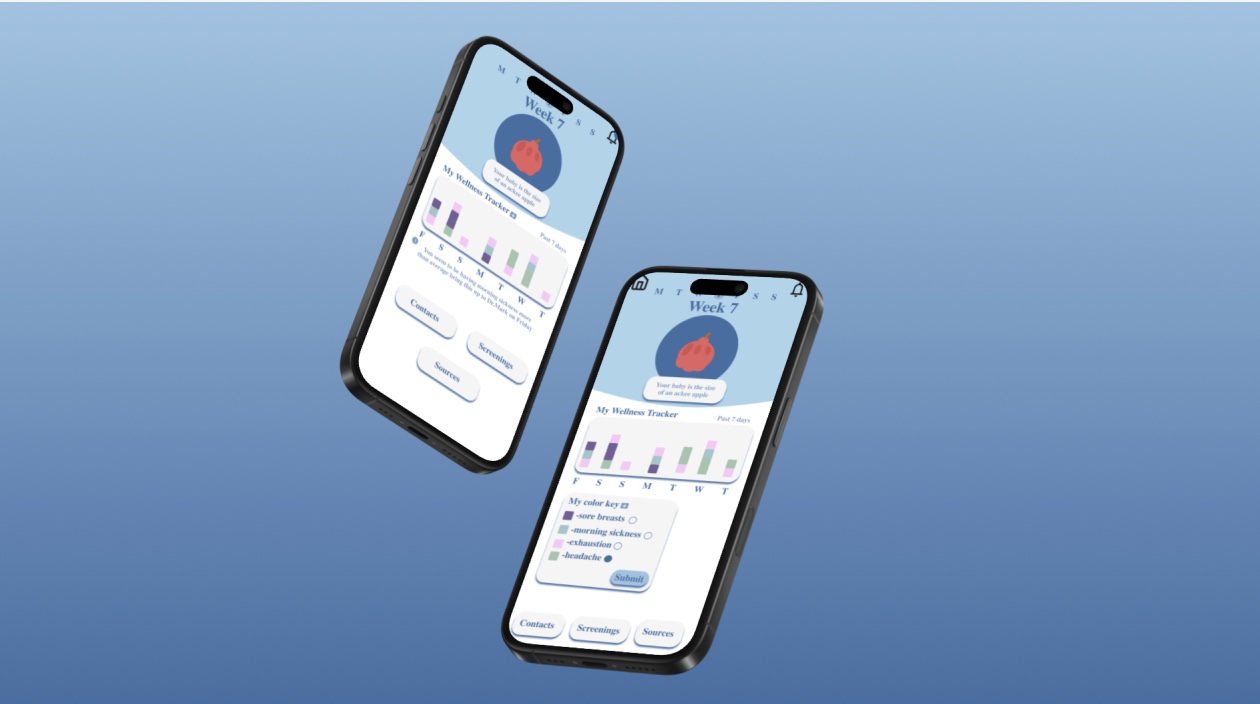 M T S S
Week 7
Your baby is the size
of an ackee apple
My Wellness Tracker
Past 7 days
F S S M T W T
You seem to be having morning sickness more
than average bring this up to Dr.Mark on Friday
Contacts
Screenings
Sources
M T S S
Week 7
Your baby is the size
of an ackee apple
My Wellness Tracker
Past 7 days
F S S M T W T
My color key
-sore breasts
-morning sickness
-exhaustion
-headache
Submit
Contacts Screenings Sources